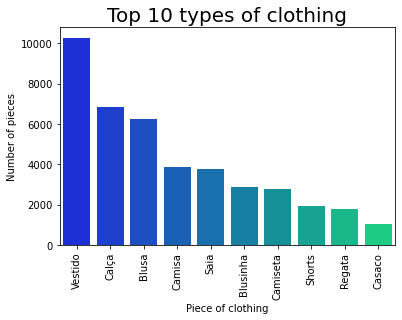 Top 10 types of clothing
Number of pieces
10000
8000
6000
4000
2000
0
Vestido
Calça
Blusa
Camisa
Saia
Blusinha
Camiseta
Shorts
Regata
Casaco
Piece of clothing